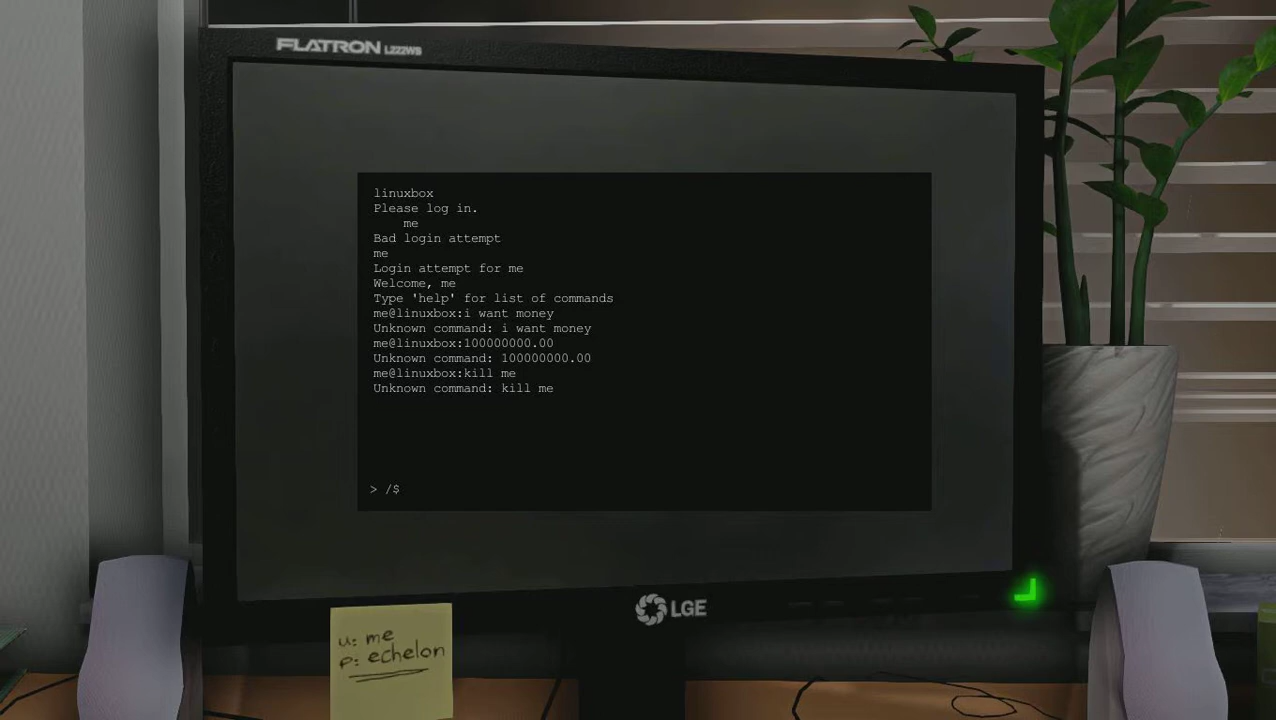 FLATRON L222WS
linuxbox
Please log in.
me
Bad login attempt
me
Login attempt for me
Welcome, me
Type 'help' for list of commands
me@linuxbox:i want money
Unknown command: i want money
me@linuxbox:100000000.00
Unknown command: 100000000.00
me@linuxbox:kill me
Unknown command: kill me
> /$
LGE
u: me
p: echelon